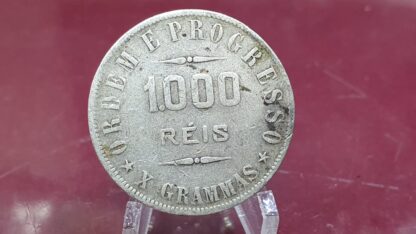 ORDEM E PROGRESSO
1.000
RÉIS
★ X GRAMMAS ★